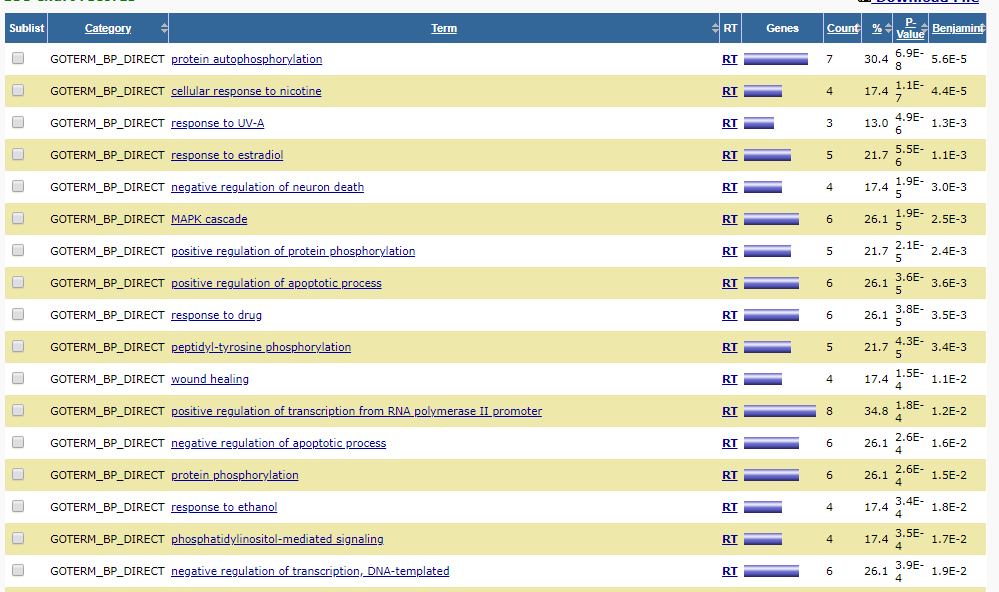 Download File
Sublist Category Term RT Genes Count % P-Value Benjamini
GOTERM_BP_DIRECT protein autophosphorylation RT 7 30.4 6.9E-8 5.6E-5
GOTERM_BP_DIRECT cellular response to nicotine RT 4 17.4 1.1E-7 4.4E-5
GOTERM_BP_DIRECT response to UV-A RT 3 13.0 4.9E-6 1.3E-3
GOTERM_BP_DIRECT response to estradiol RT 5 21.7 5.5E-6 1.1E-3
GOTERM_BP_DIRECT negative regulation of neuron death RT 4 17.4 1.9E-5 3.0E-3
GOTERM_BP_DIRECT MAPK cascade RT 6 26.1 1.9E-5 2.5E-3
GOTERM_BP_DIRECT positive regulation of protein phosphorylation RT 5 21.7 2.1E-5 2.4E-3
GOTERM_BP_DIRECT positive regulation of apoptotic process RT 6 26.1 3.6E-5 3.6E-3
GOTERM_BP_DIRECT response to drug RT 6 26.1 3.8E-5 3.5E-3
GOTERM_BP_DIRECT peptidyl-tyrosine phosphorylation RT 5 21.7 4.3E-5 3.4E-3
GOTERM_BP_DIRECT wound healing RT 4 17.4 1.5E-4 1.1E-2
GOTERM_BP_DIRECT positive regulation of transcription from RNA polymerase II promoter RT 8 34.8 1.8E-4 1.2E-2
GOTERM_BP_DIRECT negative regulation of apoptotic process RT 6 26.1 2.6E-4 1.6E-2
GOTERM_BP_DIRECT protein phosphorylation RT 6 26.1 2.6E-4 1.5E-2
GOTERM_BP_DIRECT response to ethanol RT 4 17.4 3.4E-4 1.8E-2
GOTERM_BP_DIRECT phosphatidylinositol-mediated signaling RT 4 17.4 3.5E-4 1.7E-2
GOTERM_BP_DIRECT negative regulation of transcription, DNA-templated RT 6 26.1 3.9E-4 1.9E-2